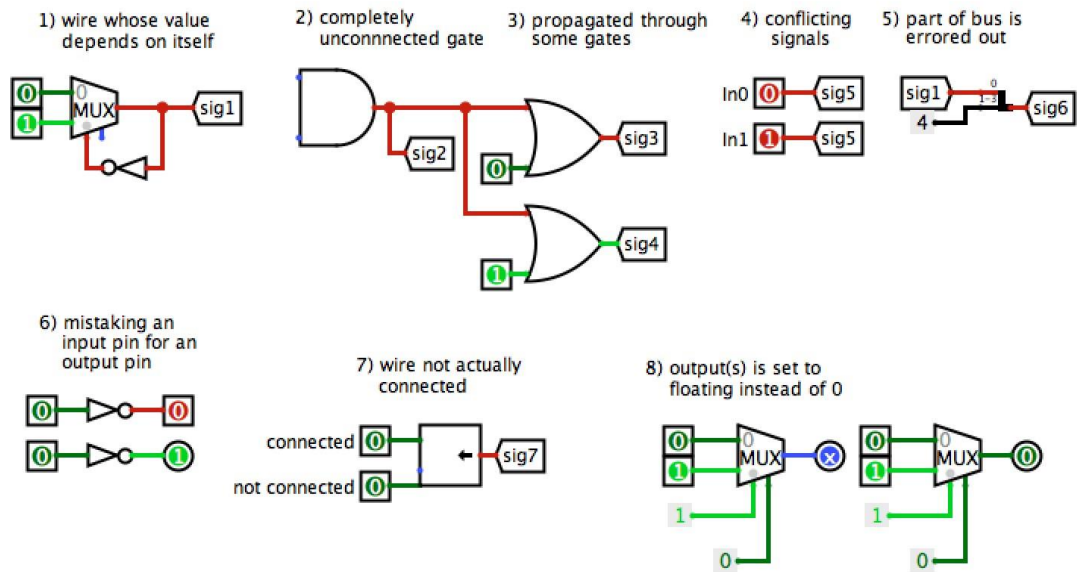 1) wire whose value
depends on itself
0
1
0
MUX
sig1
2) completely
unconnnected gate
sig2
3) propagated through
some gates
0
sig3
1
sig4
4) conflicting
signals
In0
0
sig5
In1
1
sig5
5) part of bus is
errored out
sig1
0
1-3
4
sig6
6) mistaking an
input pin for an
output pin
0
0
0
1
7) wire not actually
connected
connected
0
not connected
0
sig7
8) output(s) is set to
floating instead of 0
0
1
0
MUX
x
1
0
0
1
0
MUX
0
1
0